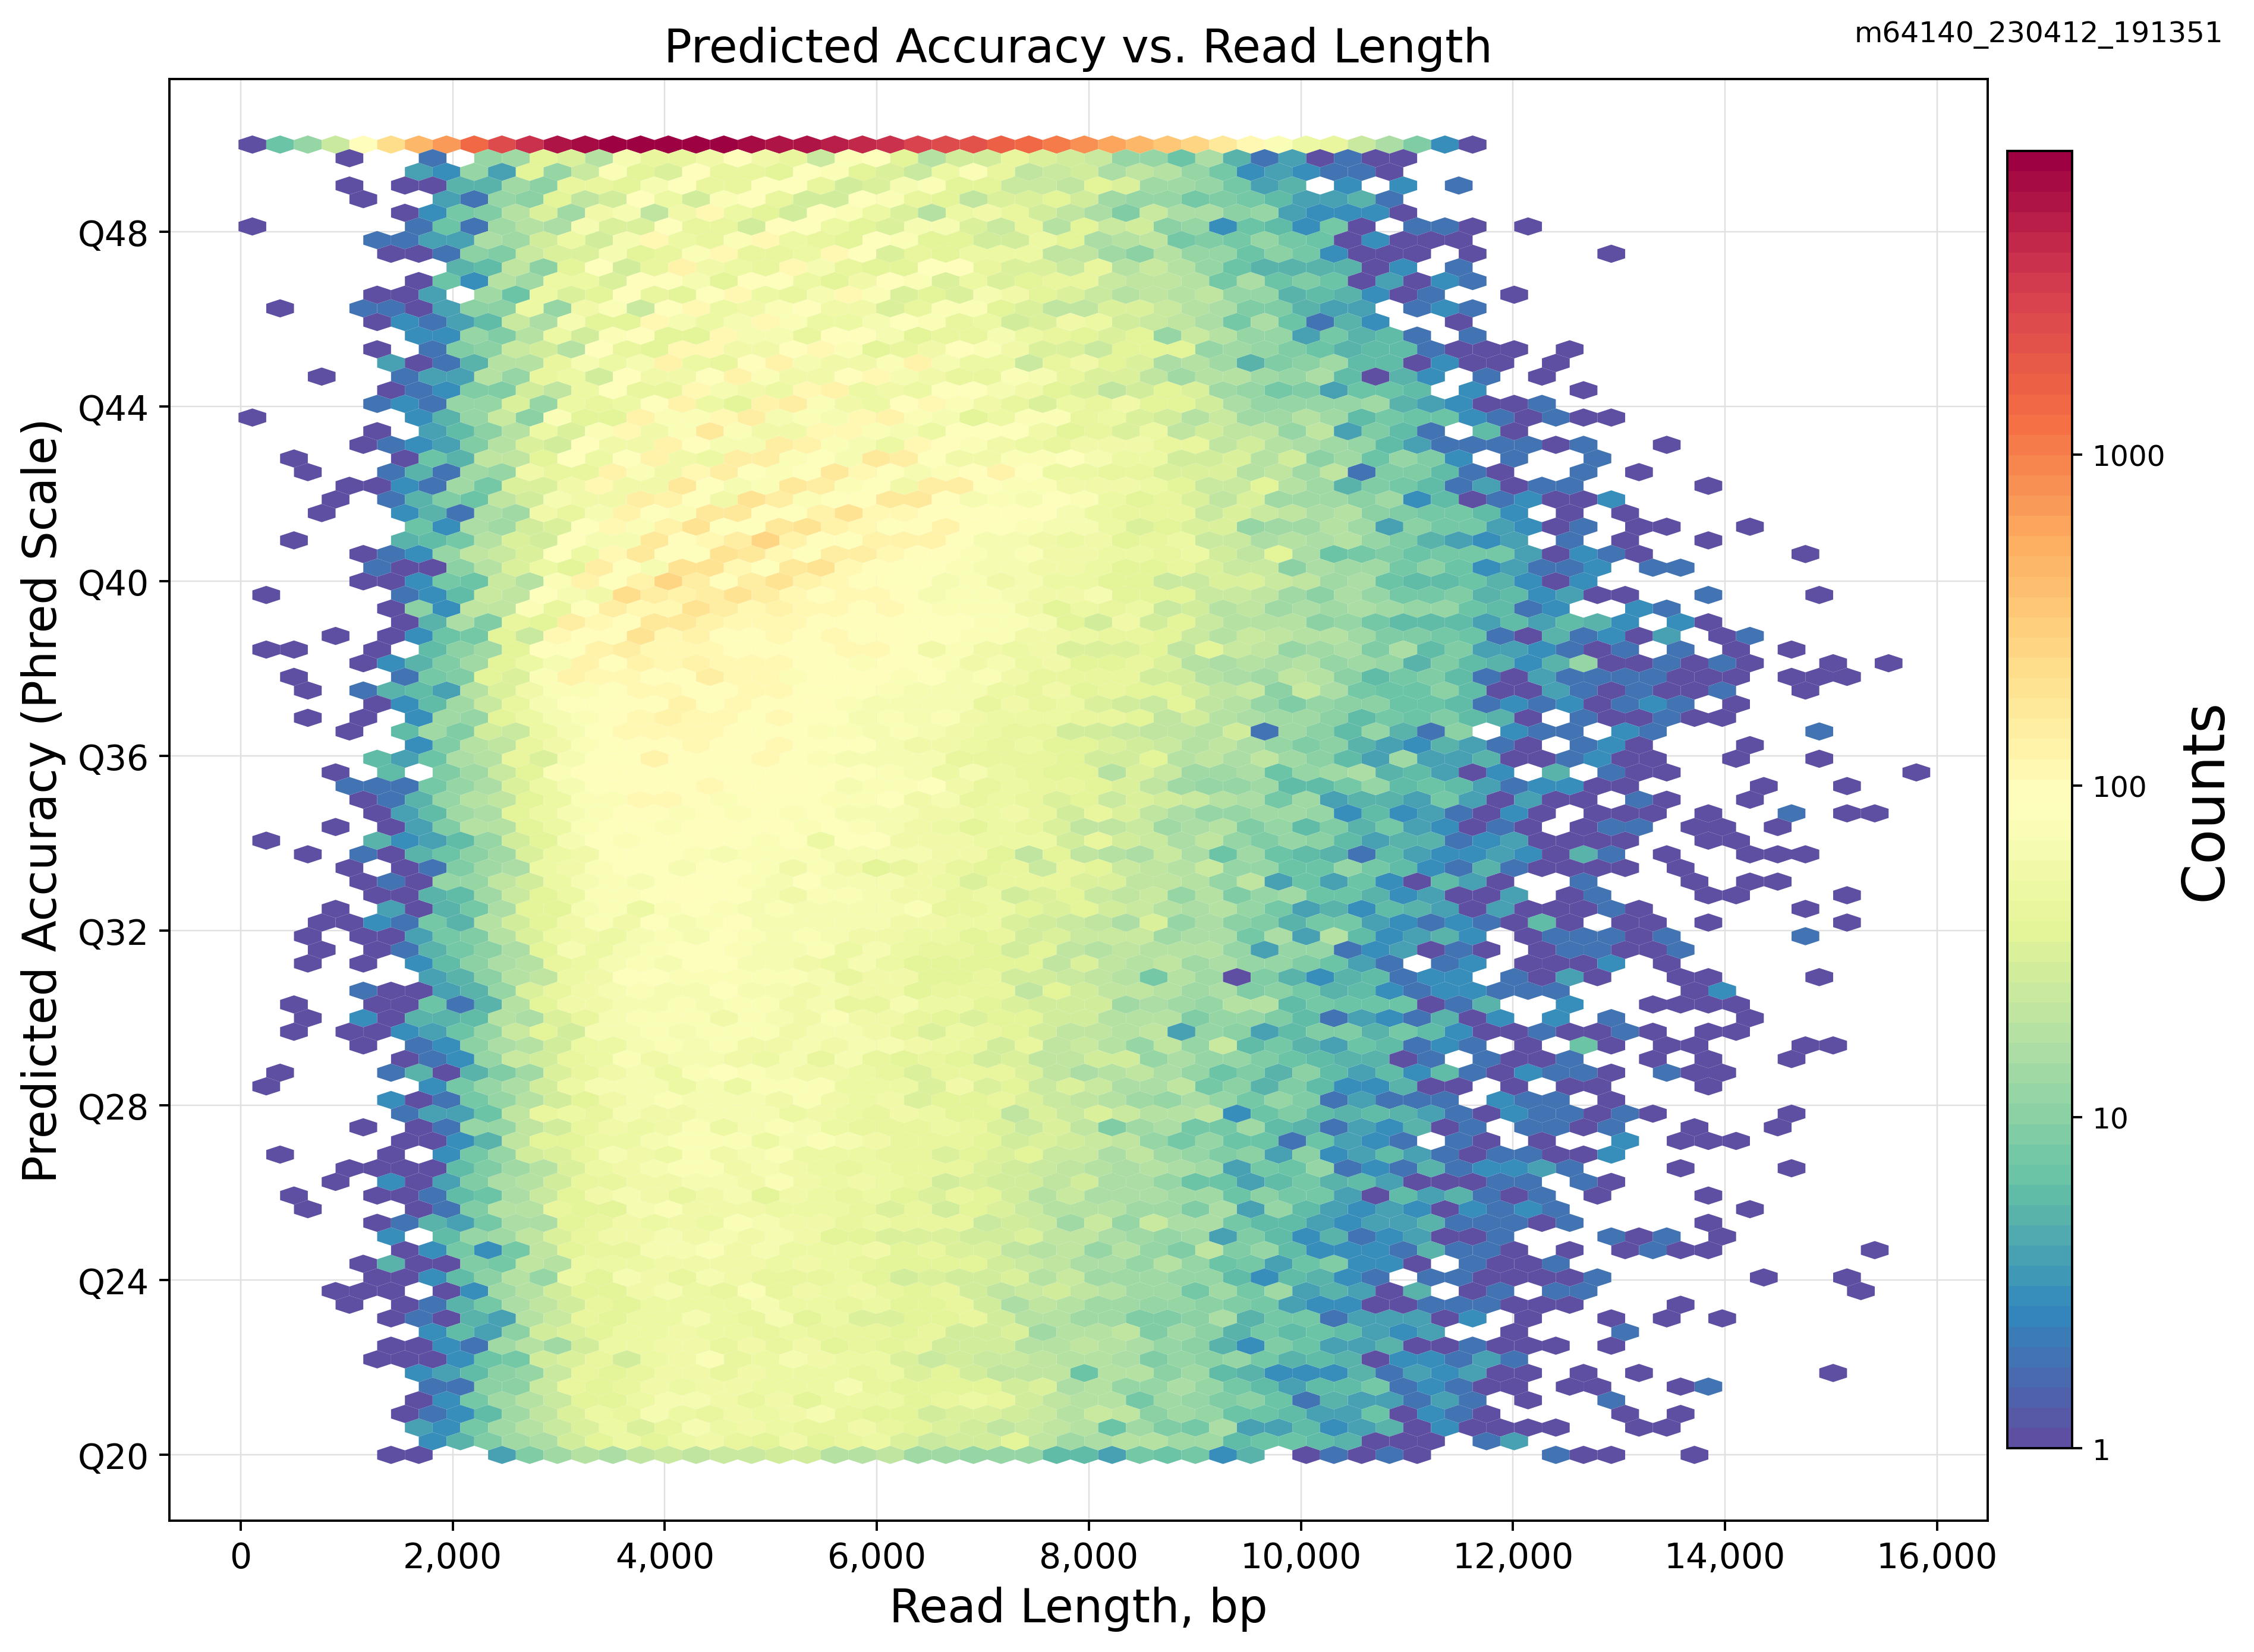 Predicted Accuracy vs. Read Length
m64140_230412_191351
Predicted Accuracy (Phred Scale)
Q48
Q44
Q40
Q36
Q32
Q28
Q24
Q20
0 2,000 4,000 6,000 8,000 10,000 12,000 14,000 16,000
Read Length, bp
1000
100
10
1
Counts